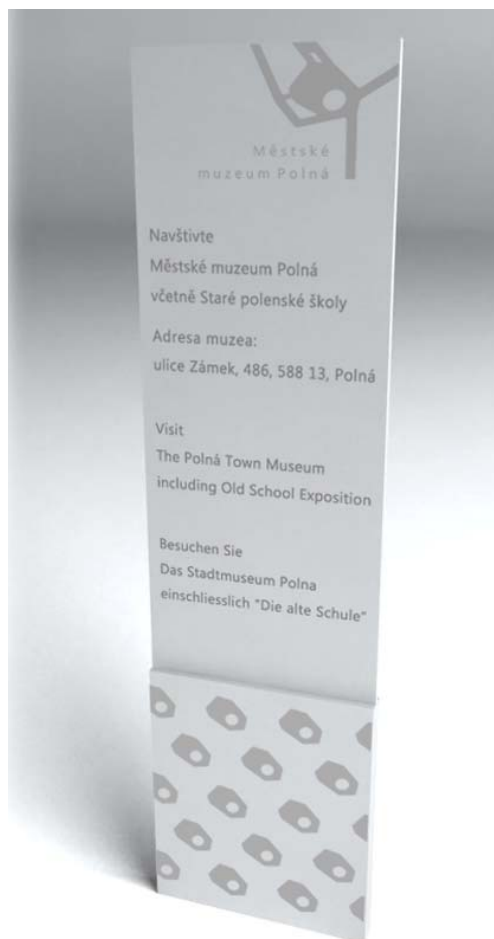 Městské
muzeum Polná
Navštivte
Městské muzeum Polná
včetně Staré polenské školy
Adresa muzea:
ulice Zámek, 486, 588 13, Polná
Visit
The Polná Town Museum
including Old School Exposition
Besuchen Sie
Das Stadtmuseum Polna
einschliesslich "Die alte Schule"